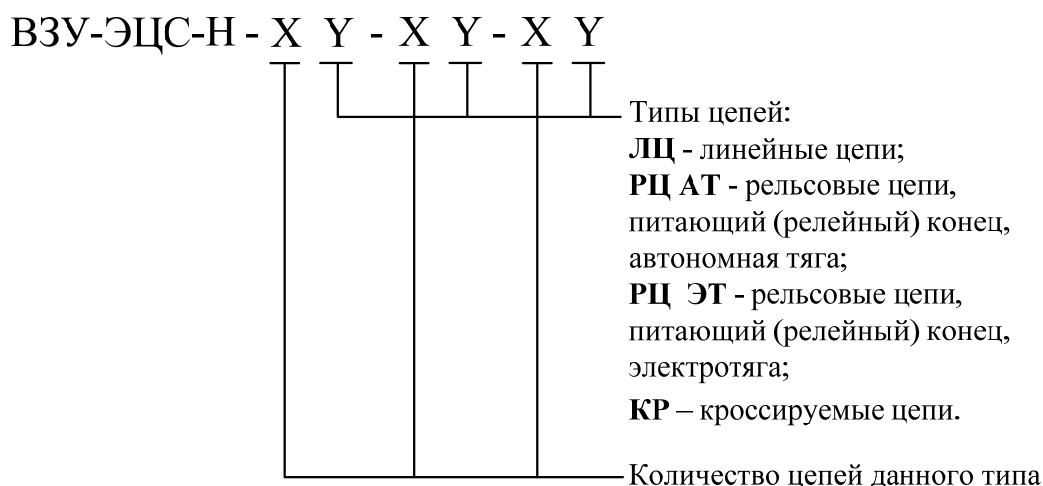 ВЗУ-ЭЦС-Н - X Y - X Y - X Y
Типы цепей:
ЛЦ - линейные цепи;
РЦ АТ - рельсовые цепи,
питающий (релейный) конец,
автономная тяга;
РЦ ЭТ - рельсовые цепи,
питающий (релейный) конец,
электротяга;
КР – кроссируемые цепи.
Количество цепей данного типа